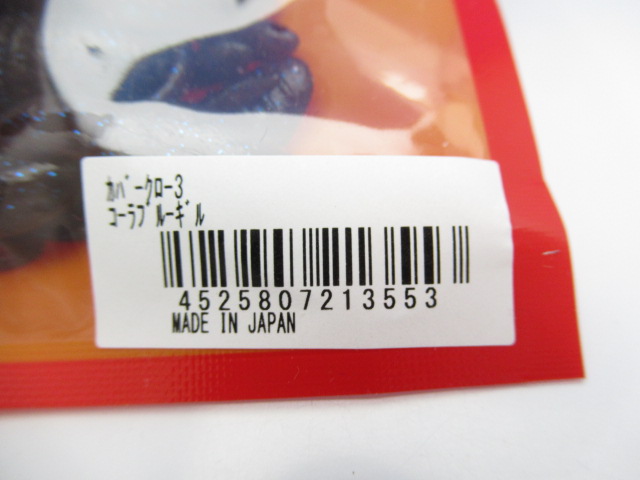 ｶﾊﾞｰｸﾛｰ3
ｺｰﾗﾌﾞﾙｰｷﾞﾙ
4525807213553
MADE IN JAPAN